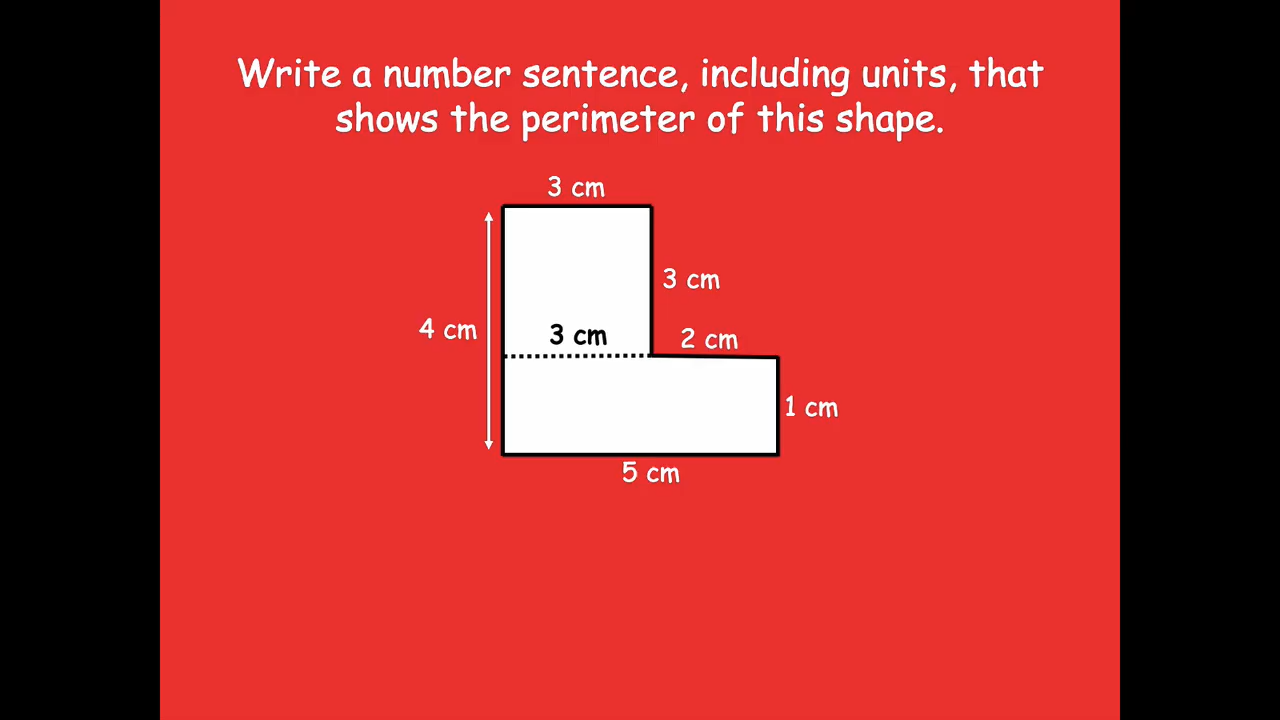 Write a number sentence, including units, that
shows the perimeter of this shape.
3 cm
3 cm
4 cm
3 cm
2 cm
1 cm
5 cm